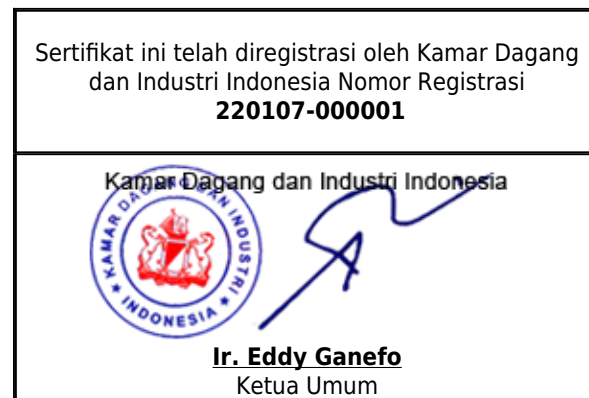 Sertifikat ini telah diregistrasi oleh Kamar Dagang
dan Industri Indonesia Nomor Registrasi
220107-000001
Kamar Dagang dan Industri Indonesia
KAMAR DAGANG DAN INDUSTRI
INDONESIA
Ir. Eddy Ganefo
Ketua Umum